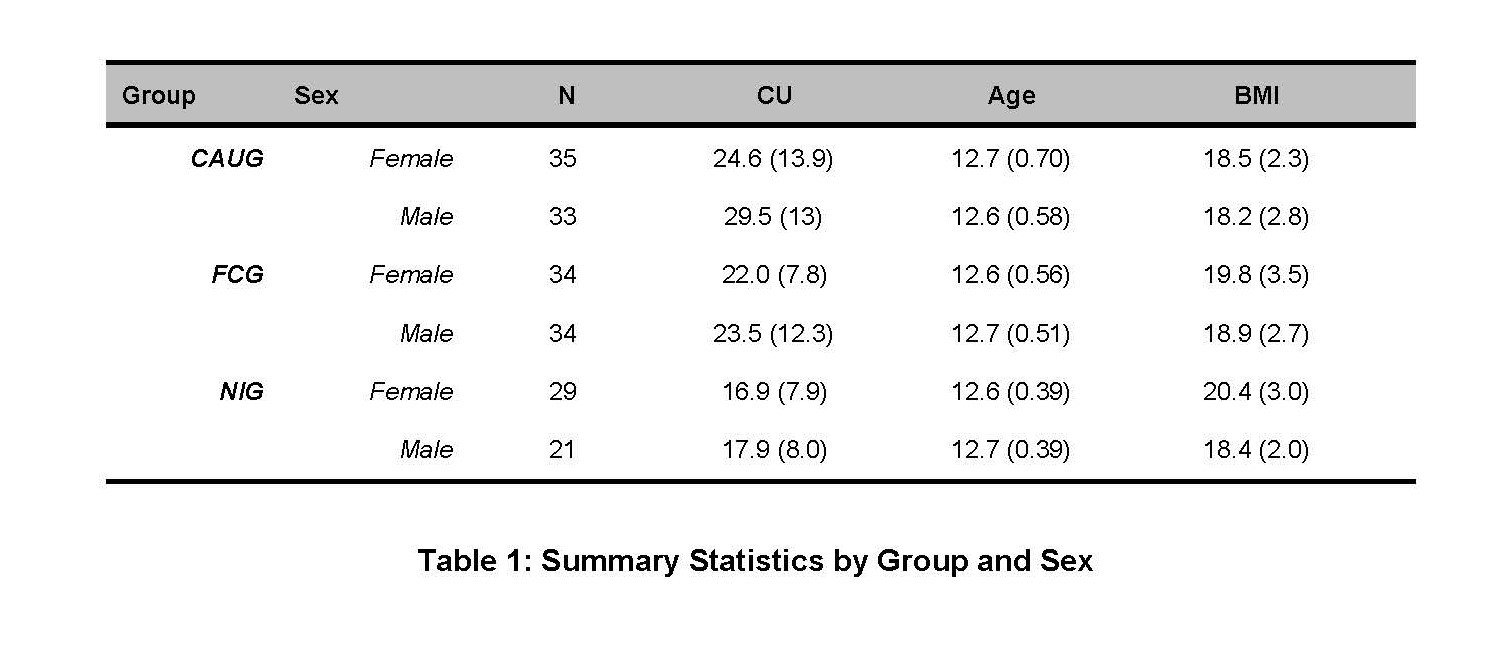 Group Sex N CU Age BMI
CAUG Female 35 24.6 (13.9) 12.7 (0.70) 18.5 (2.3)
Male 33 29.5 (13) 12.6 (0.58) 18.2 (2.8)
FCG Female 34 22.0 (7.8) 12.6 (0.56) 19.8 (3.5)
Male 34 23.5 (12.3) 12.7 (0.51) 18.9 (2.7)
NIG Female 29 16.9 (7.9) 12.6 (0.39) 20.4 (3.0)
Male 21 17.9 (8.0) 12.7 (0.39) 18.4 (2.0)
Table 1: Summary Statistics by Group and Sex